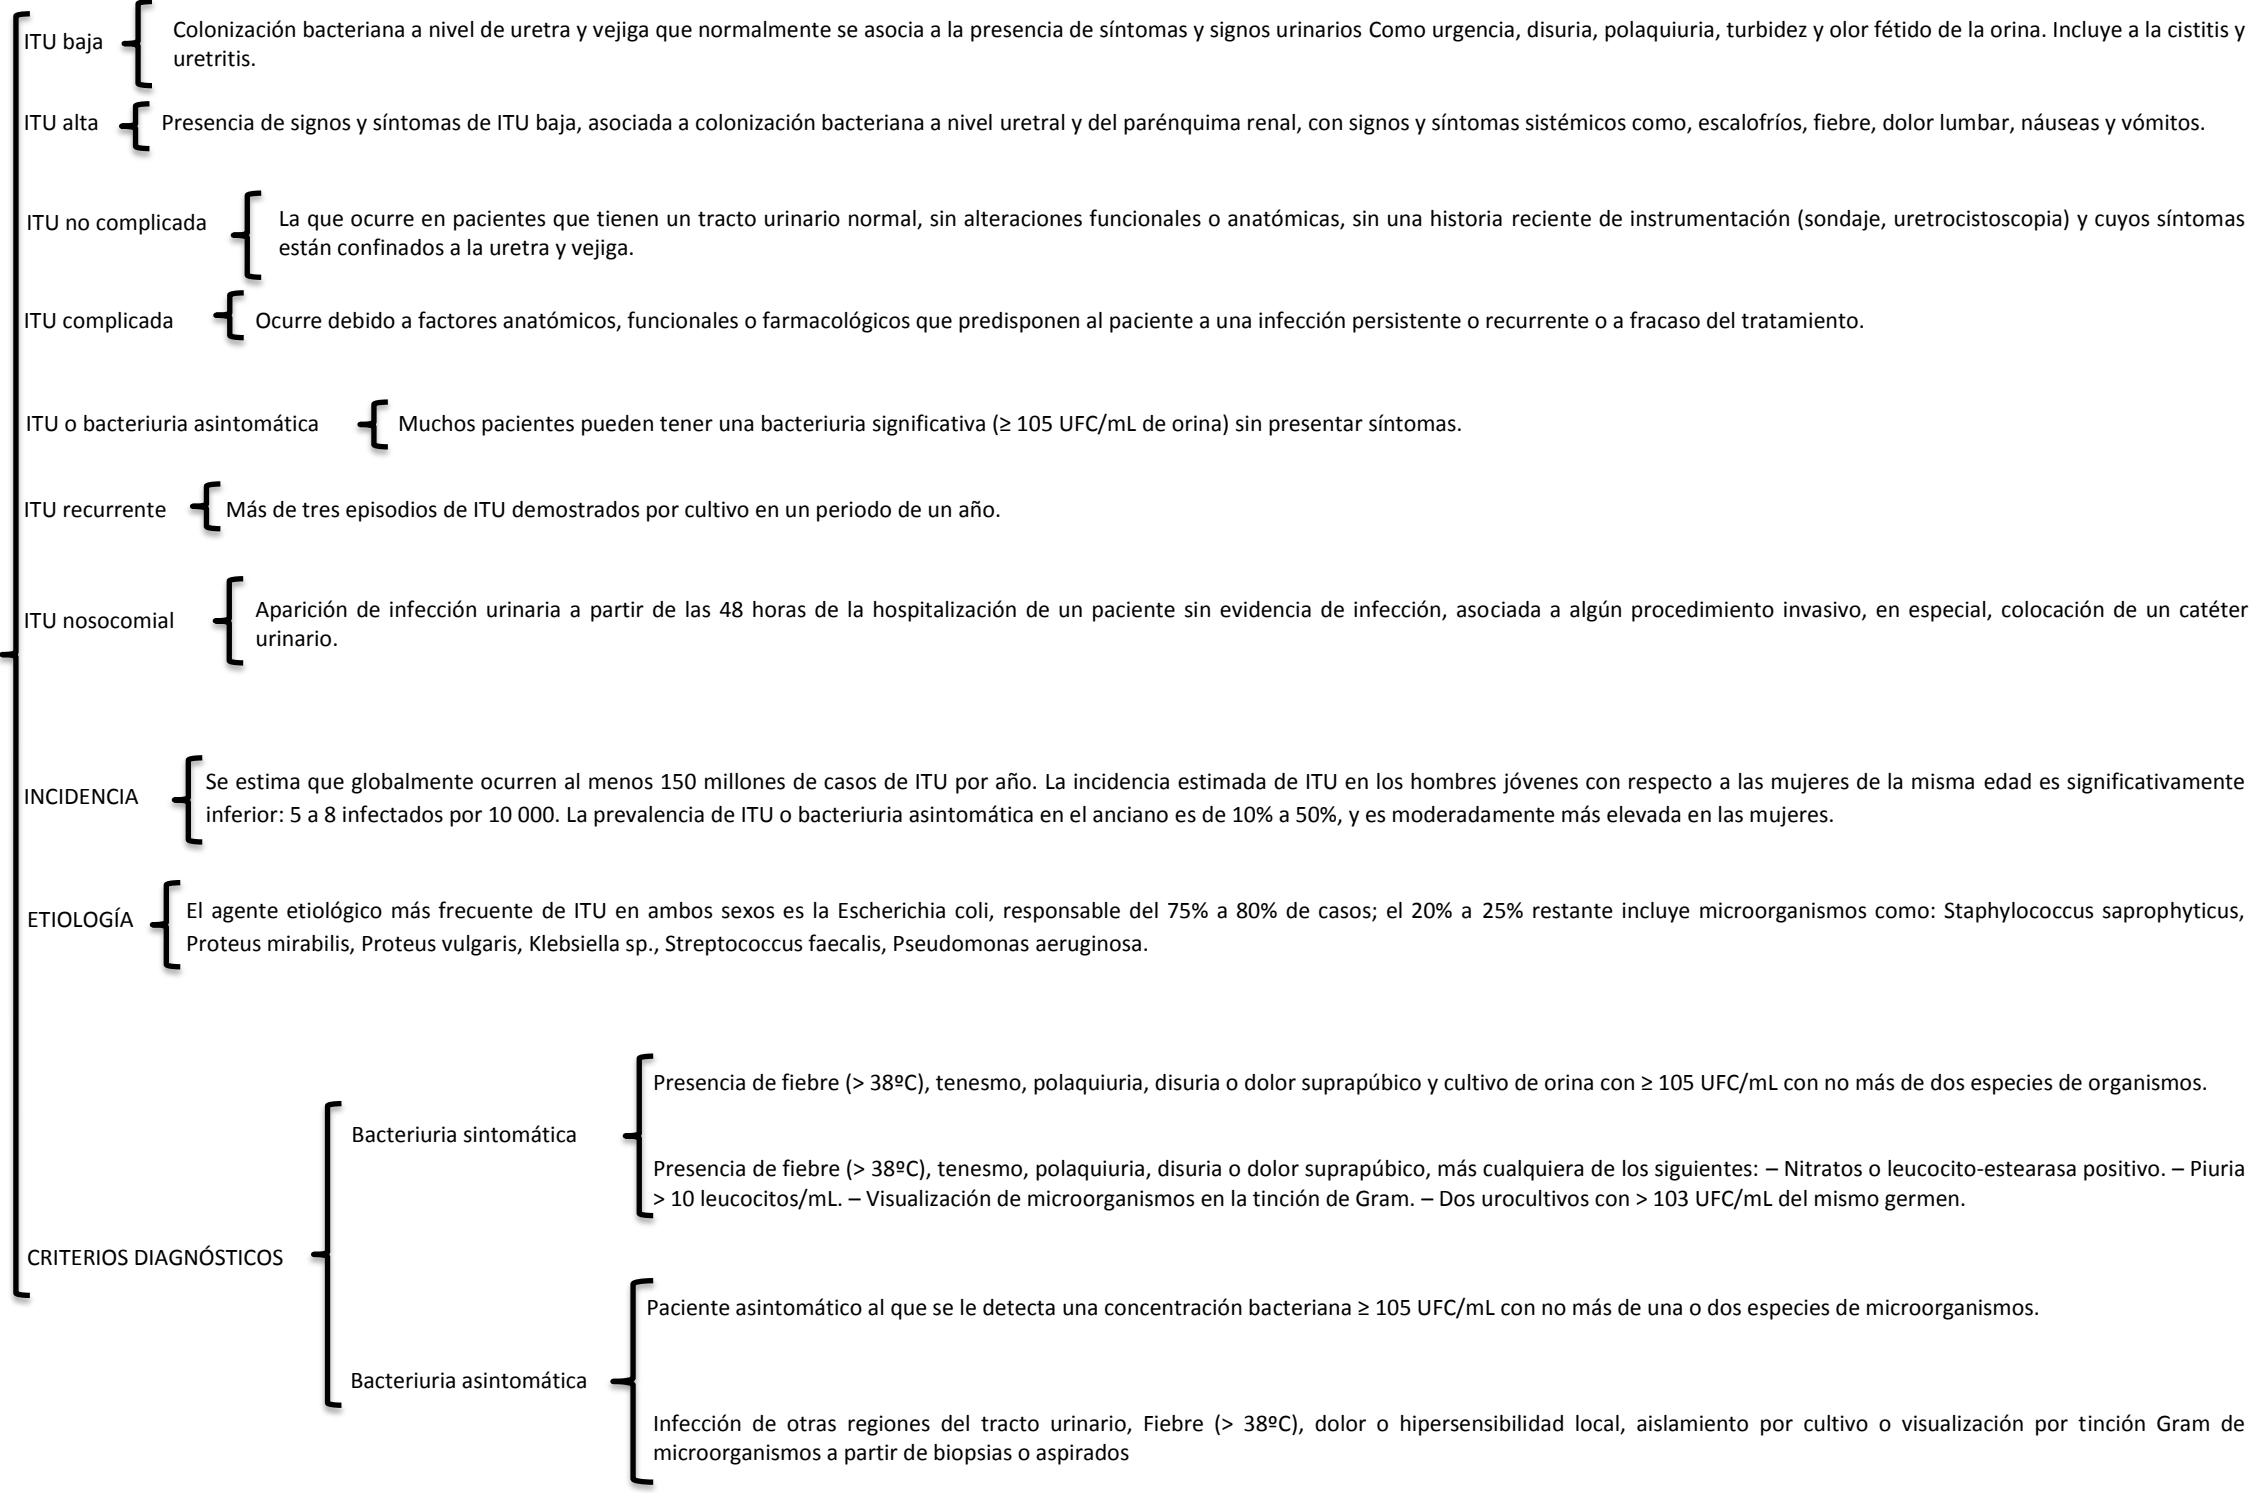 ITU baja
Colonización bacteriana a nivel de uretra y vejiga que normalmente se asocia a la presencia de síntomas y signos urinarios Como urgencia, disuria, polaquiuria, turbidez y olor fétido de la orina. Incluye a la cistitis y
uretritis.
ITU alta
Presencia de signos y síntomas de ITU baja, asociada a colonización bacteriana a nivel uretral y del parénquima renal, con signos y síntomas sistémicos como, escalofríos, fiebre, dolor lumbar, náuseas y vómitos.
ITU no complicada
La que ocurre en pacientes que tienen un tracto urinario normal, sin alteraciones funcionales o anatómicas, sin una historia reciente de instrumentación (sondaje, uretrocistoscopia) y cuyos síntomas
están confinados a la uretra y vejiga.
ITU complicada
Ocurre debido a factores anatómicos, funcionales o farmacológicos que predisponen al paciente a una infección persistente o recurrente o a fracaso del tratamiento.
ITU o bacteriuria asintomática
Muchos pacientes pueden tener una bacteriuria significativa (≥ 105 UFC/mL de orina) sin presentar síntomas.
ITU recurrente
Más de tres episodios de ITU demostrados por cultivo en un periodo de un año.
ITU nosocomial
Aparición de infección urinaria a partir de las 48 horas de la hospitalización de un paciente sin evidencia de infección, asociada a algún procedimiento invasivo, en especial, colocación de un catéter
urinario.
INCIDENCIA
Se estima que globalmente ocurren al menos 150 millones de casos de ITU por año. La incidencia estimada de ITU en los hombres jóvenes con respecto a las mujeres de la misma edad es significativamente
inferior: 5 a 8 infectados por 10 000. La prevalencia de ITU o bacteriuria asintomática en el anciano es de 10% a 50%, y es moderadamente más elevada en las mujeres.
ETIOLOGÍA
El agente etiológico más frecuente de ITU en ambos sexos es la Escherichia coli, responsable del 75% a 80% de casos; el 20% a 25% restante incluye microorganismos como: Staphylococcus saprophyticus,
Proteus mirabilis, Proteus vulgaris, Klebsiella sp., Streptococcus faecalis, Pseudomonas aeruginosa.
CRITERIOS DIAGNÓSTICOS
Bacteriuria sintomática
Presencia de fiebre (> 38ºC), tenesmo, polaquiuria, disuria o dolor suprapúbico y cultivo de orina con ≥ 105 UFC/mL con no más de dos especies de organismos.
Presencia de fiebre (> 38ºC), tenesmo, polaquiuria, disuria o dolor suprapúbico, más cualquiera de los siguientes: – Nitratos o leucocito-estearasa positivo. – Piuria
> 10 leucocitos/mL. – Visualización de microorganismos en la tinción de Gram. – Dos urocultivos con > 103 UFC/mL del mismo germen.
Bacteriuria asintomática
Paciente asintomático al que se le detecta una concentración bacteriana ≥ 105 UFC/mL con no más de una o dos especies de microorganismos.
Infección de otras regiones del tracto urinario, Fiebre (> 38ºC), dolor o hipersensibilidad local, aislamiento por cultivo o visualización por tinción Gram de
microorganismos a partir de biopsias o aspirados